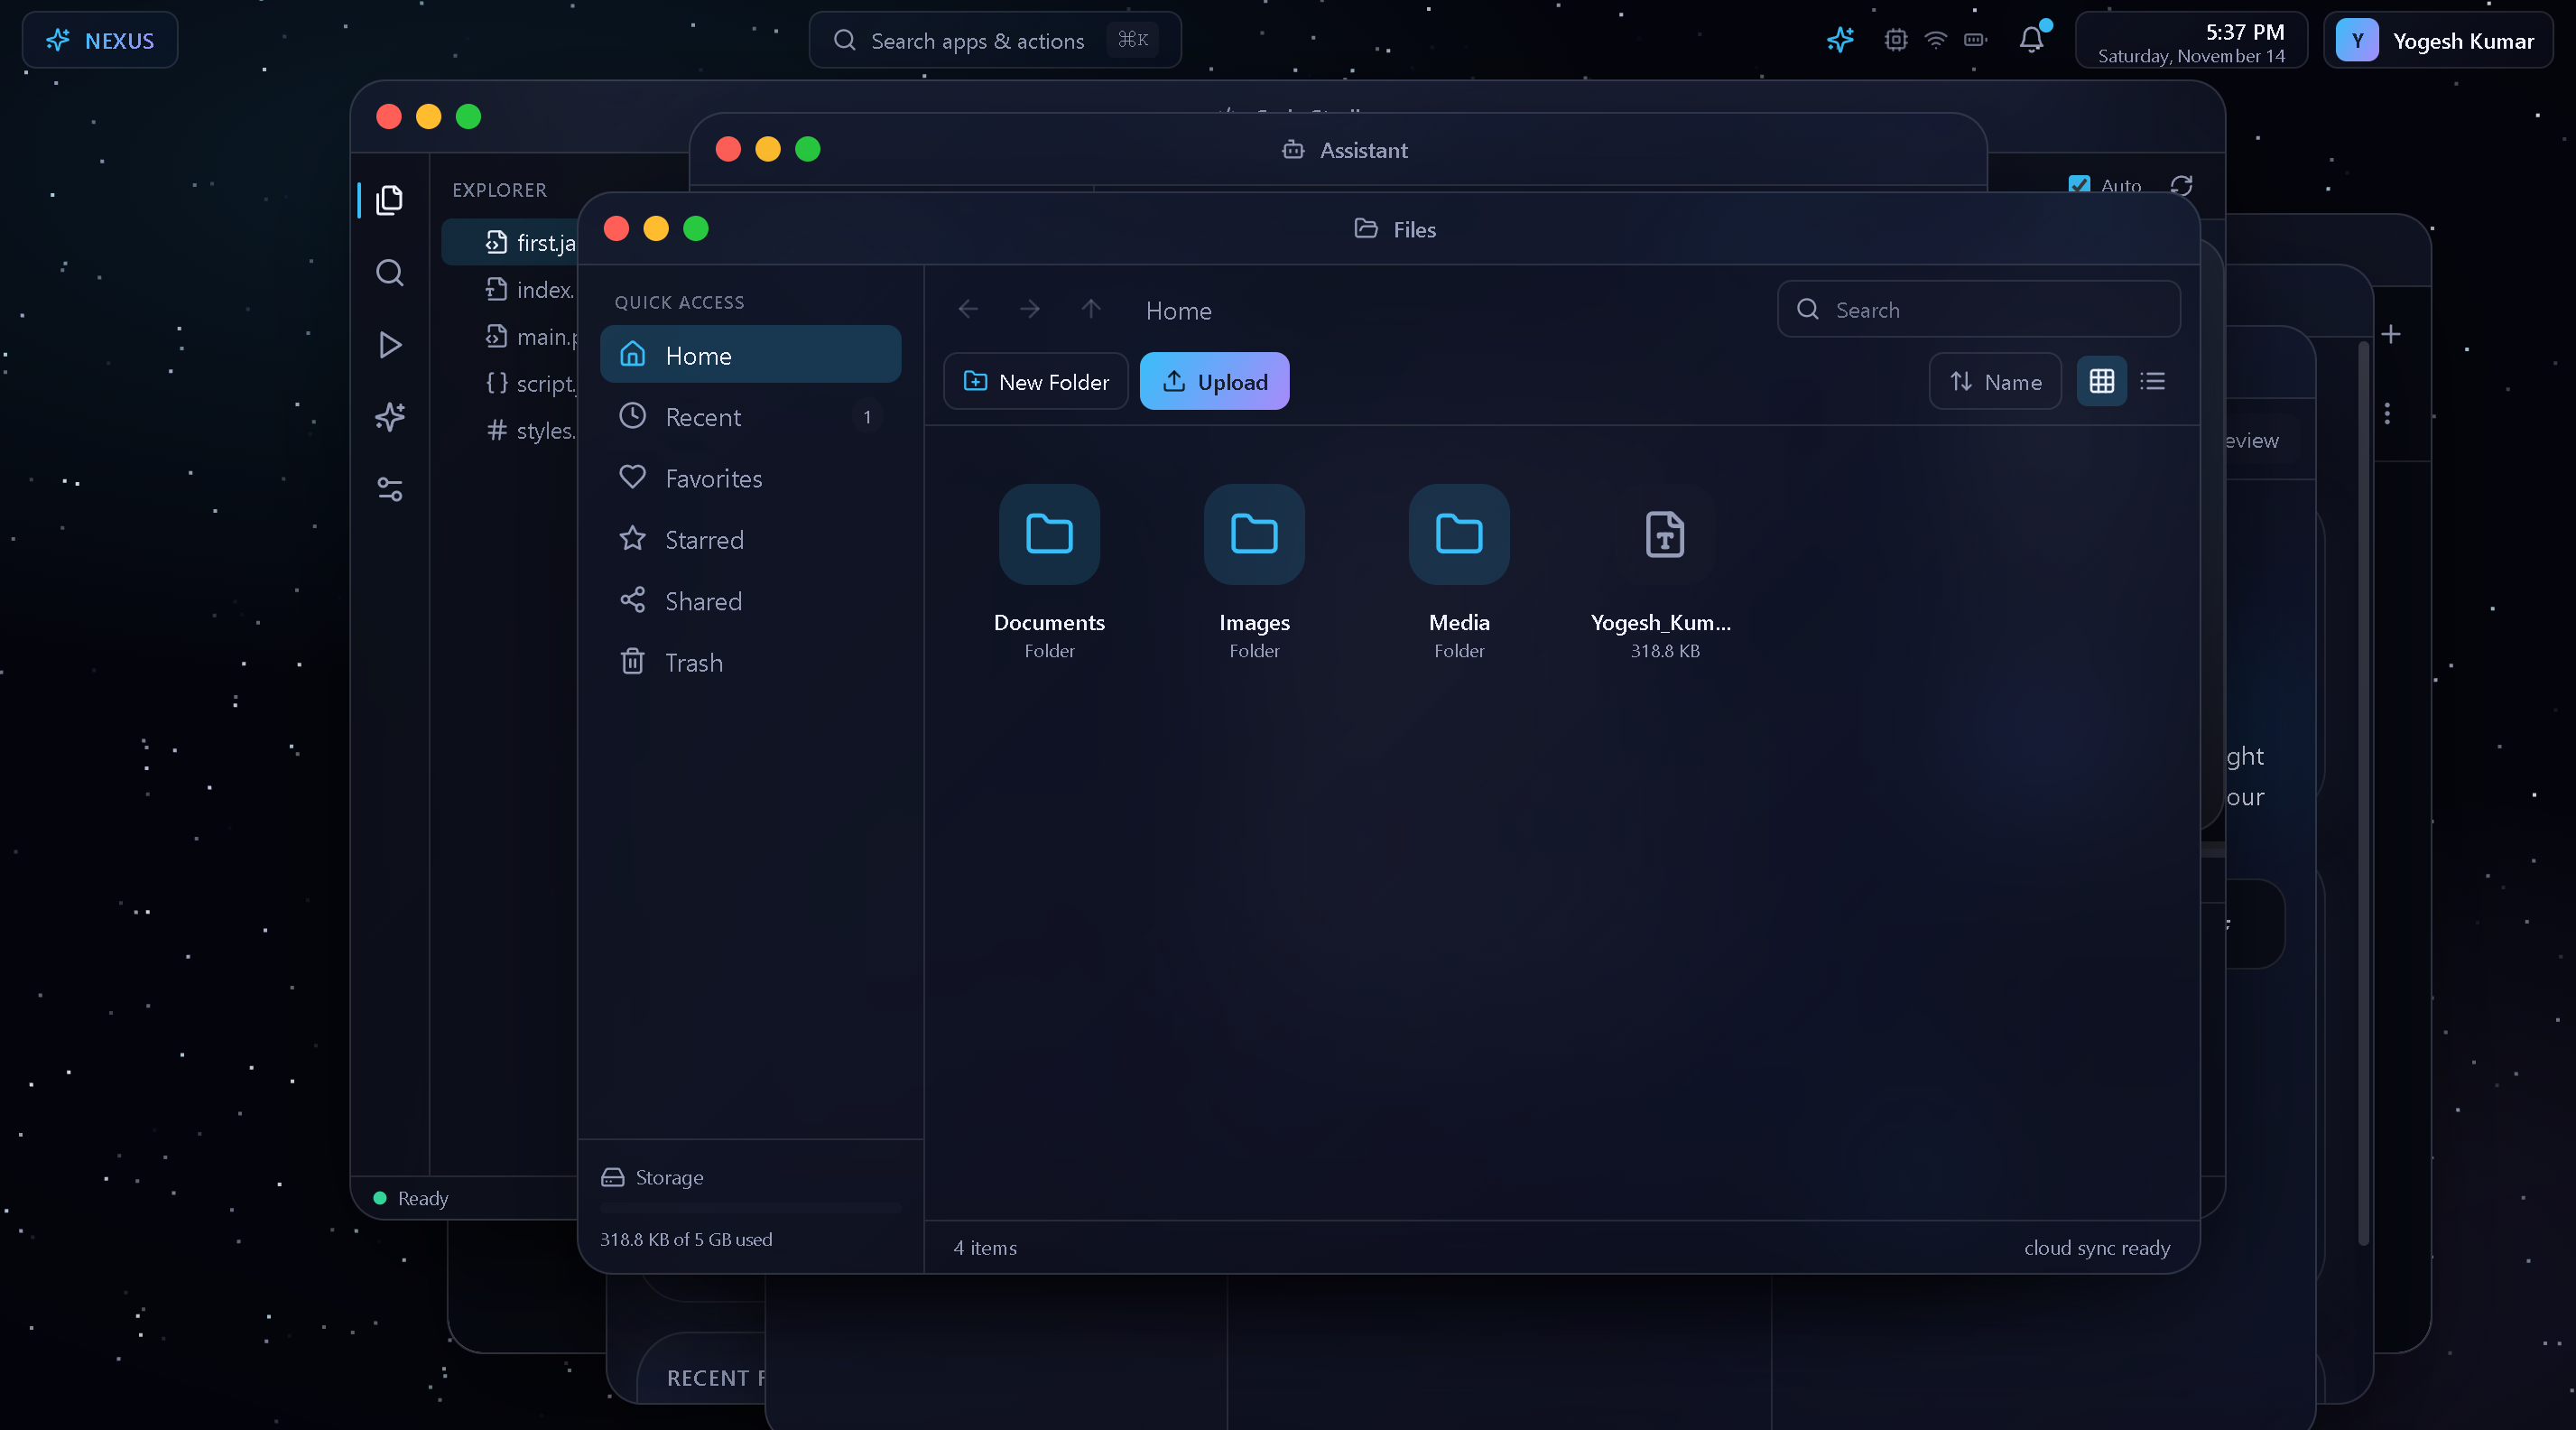 NEXUS
Search apps & actions ⌘K
5:37 PM
Saturday, November 14
Y Yogesh Kumar
Assistant
EXPLORER
Auto
first.ja
index.
main.p
script.
styles.
Files
QUICK ACCESS
Home
Recent 1
Favorites
Starred
Shared
Trash
Home
Search
New Folder
Upload
Name
Documents
Folder
Images
Folder
Media
Folder
Yogesh_Kum...
318.8 KB
eview
ght
our
Storage
318.8 KB of 5 GB used
4 items
cloud sync ready
Ready
RECENT F